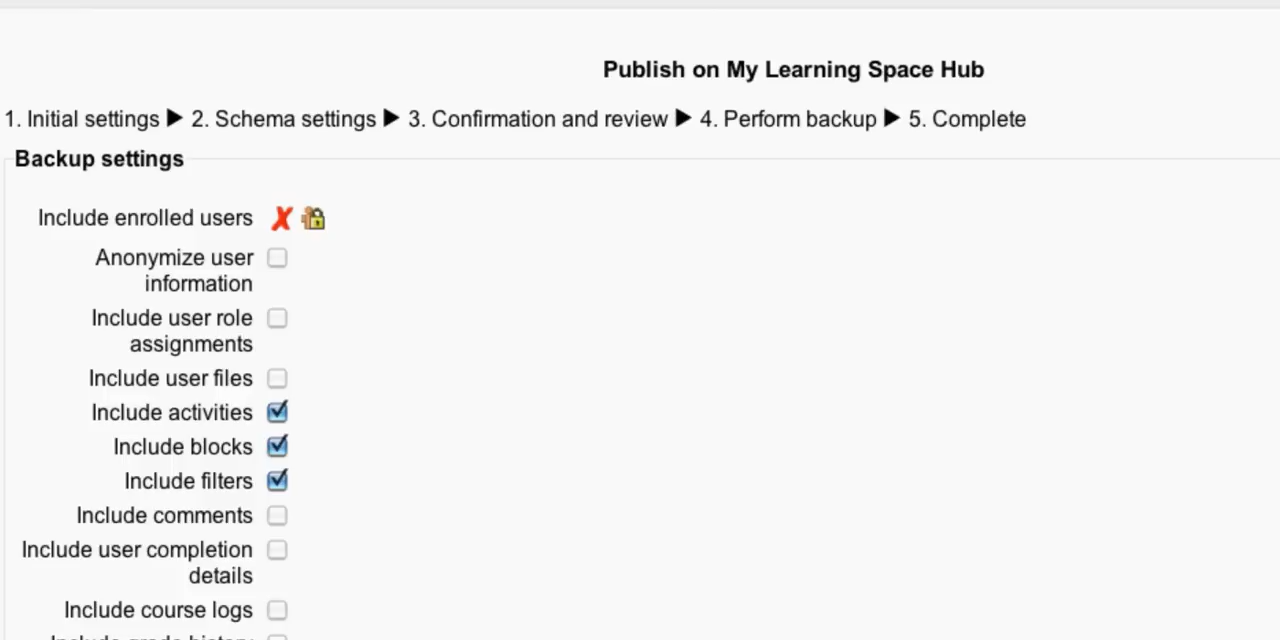 Publish on My Learning Space Hub
1. Initial settings ► 2. Schema settings ► 3. Confirmation and review ► 4. Perform backup ► 5. Complete
Backup settings
Include enrolled users
Anonymize user
information
Include user role
assignments
Include user files
Include activities
Include blocks
Include filters
Include comments
Include user completion
details
Include course logs
Include grade history